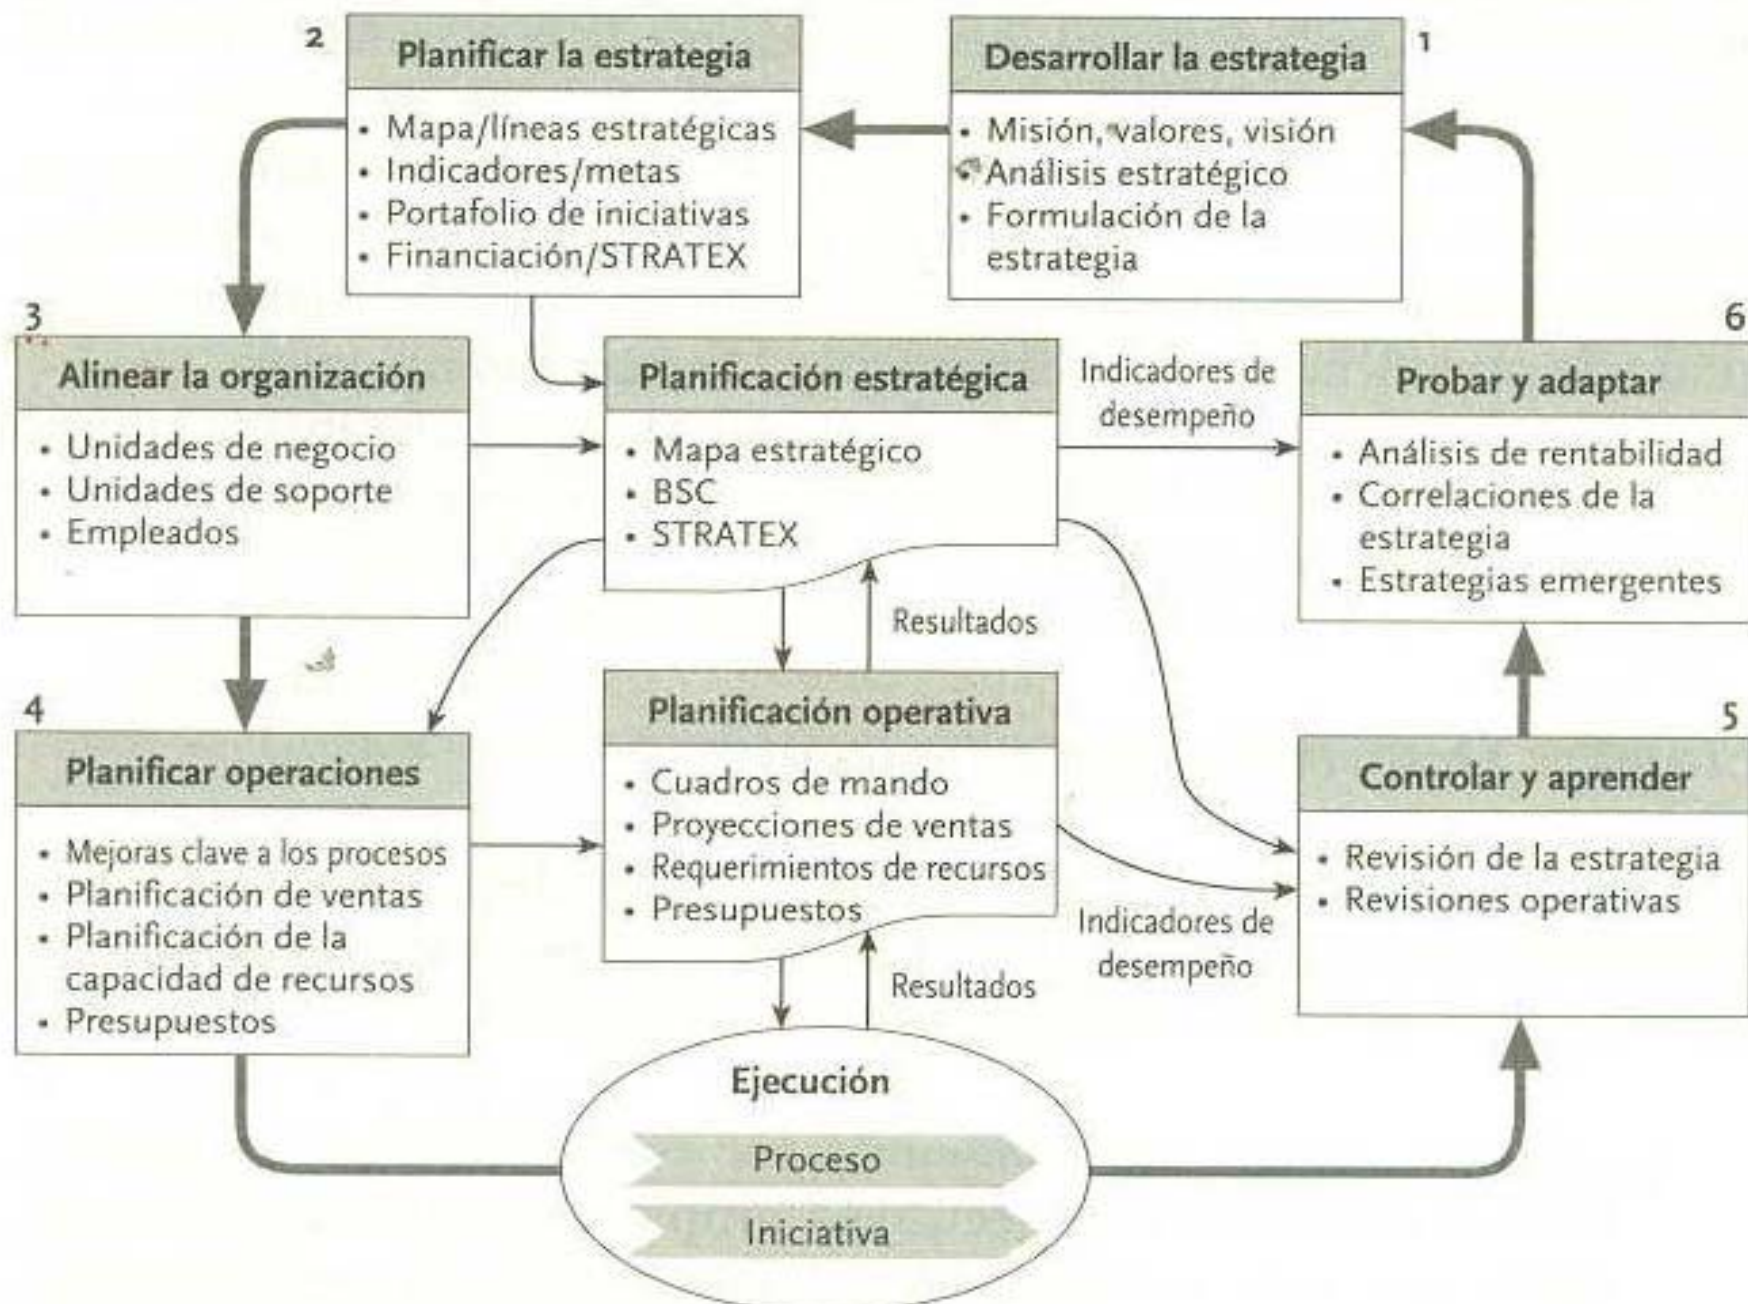 2
Planificar la estrategia
• Mapa/líneas estratégicas
• Indicadores/metas
• Portafolio de iniciativas
• Financiación/STRATEX
1
Desarrollar la estrategia
• Misión, valores, visión
• Análisis estratégico
• Formulación de la
estrategia
3
Alinear la organización
• Unidades de negocio
• Unidades de soporte
• Empleados
Planificación estratégica
• Mapa estratégico
• BSC
• STRATEX
Indicadores de
desempeño
6
Probar y adaptar
• Análisis de rentabilidad
• Correlaciones de la
estrategia
• Estrategias emergentes
Resultados
4
Planificar operaciones
• Mejoras clave a los procesos
• Planificación de ventas
• Planificación de la
capacidad de recursos
• Presupuestos
Planificación operativa
• Cuadros de mando
• Proyecciones de ventas
• Requerimientos de recursos
• Presupuestos
Indicadores de
desempeño
5
Controlar y aprender
• Revisión de la estrategia
• Revisiones operativas
Resultados
Ejecución
Proceso
Iniciativa